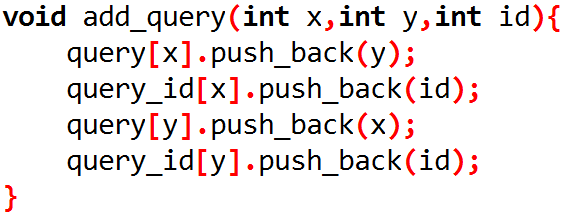 void add_query(int x,int y,int id){
    query[x].push_back(y);
    query_id[x].push_back(id);
    query[y].push_back(x);
    query_id[y].push_back(id);
}